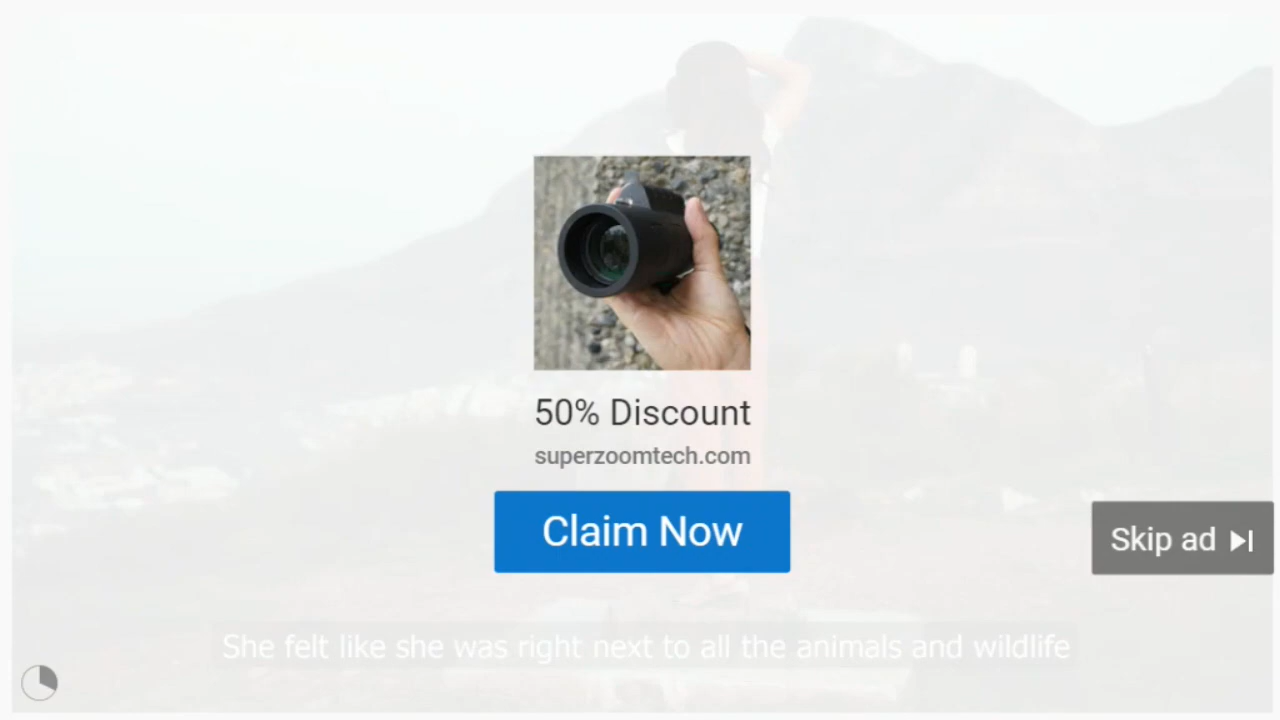 50% Discount
superzoomtech.com
Claim Now
Skip ad
She felt like she was right next to all the animals and wildlife